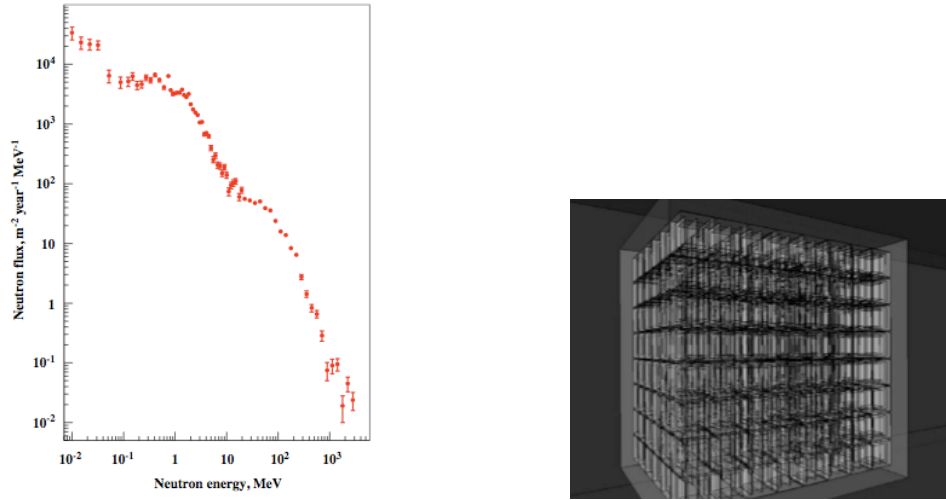 10⁴
10³
10²
10
1
10⁻¹
10⁻²
Neutron flux, m⁻² year⁻¹ MeV⁻¹
10⁻² 10⁻¹ 1 10 10² 10³
Neutron energy, MeV